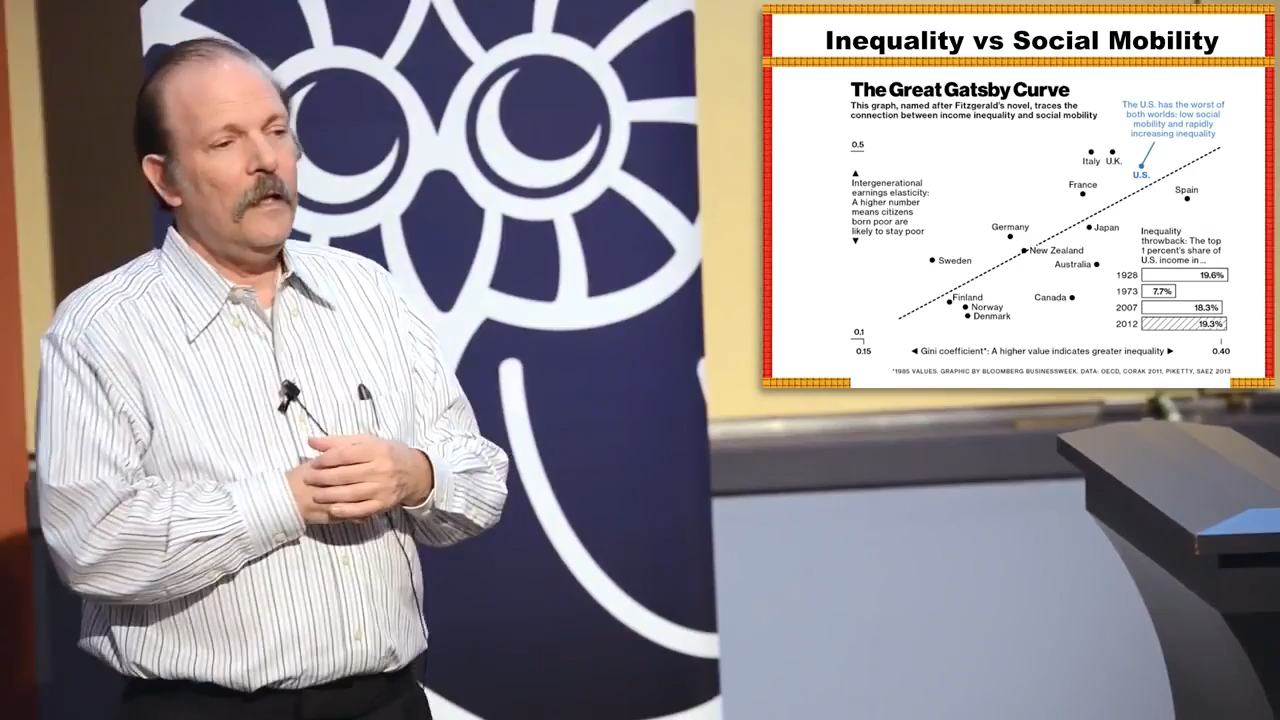 Inequality vs Social Mobility
The Great Gatsby Curve
This graph, named after Fitzgerald's novel, traces the
connection between income inequality and social mobility
The U.S. has the worst of
both worlds: low social
mobility and rapidly
increasing inequality
0.5
▲
Intergenerational
earnings elasticity:
A higher number
means citizens
born poor are
likely to stay poor
▼
Italy U.K.
U.S.
France
Spain
Germany
Japan
New Zealand
Sweden
Australia
Finland
Norway
Denmark
Canada
Inequality
throwback: The top
1 percent's share of
U.S. income in...
1928 19.6%
1973 7.7%
2007 18.3%
2012 19.3%
0.1
0.15
◀ Gini coefficient*: A higher value indicates greater inequality ▶
0.40
*1985 VALUES. GRAPHIC BY BLOOMBERG BUSINESSWEEK. DATA: OECD, CORAK 2011, PIKETTY, SAEZ 2013